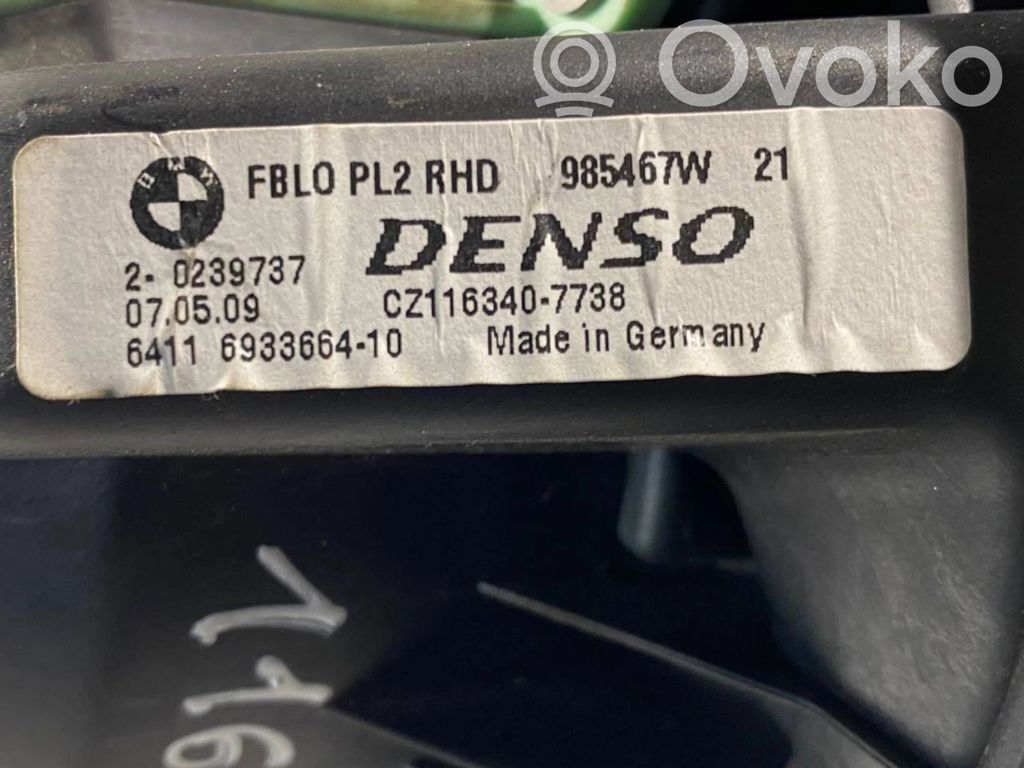 Ovoko
BMW FBLO PL2 RHD 985467W 21
DENSO
2- 0239737
07.05.09 CZ116340-7738
6411 6933664-10 Made in Germany